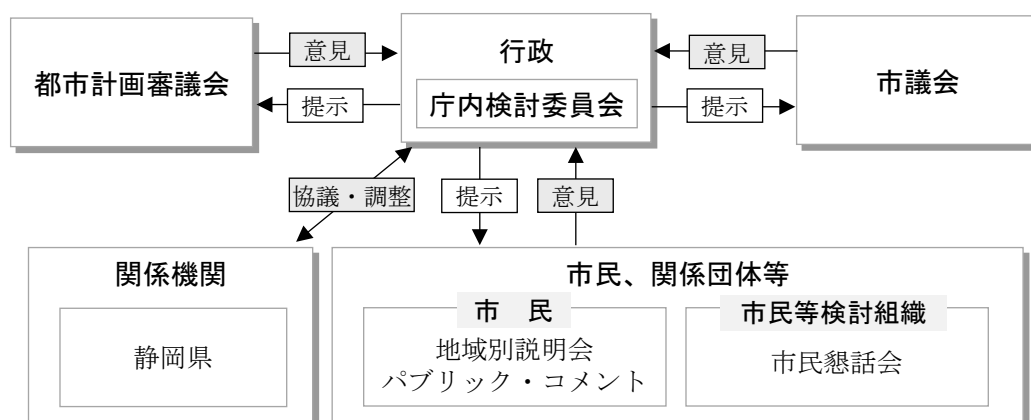 都市計画審議会
意見
提示
行政
庁内検討委員会
意見
提示
市議会
協議・調整
提示
意見
関係機関
静岡県
市民、関係団体等
市 民
地域別説明会
パブリック・コメント
市民等検討組織
市民懇話会